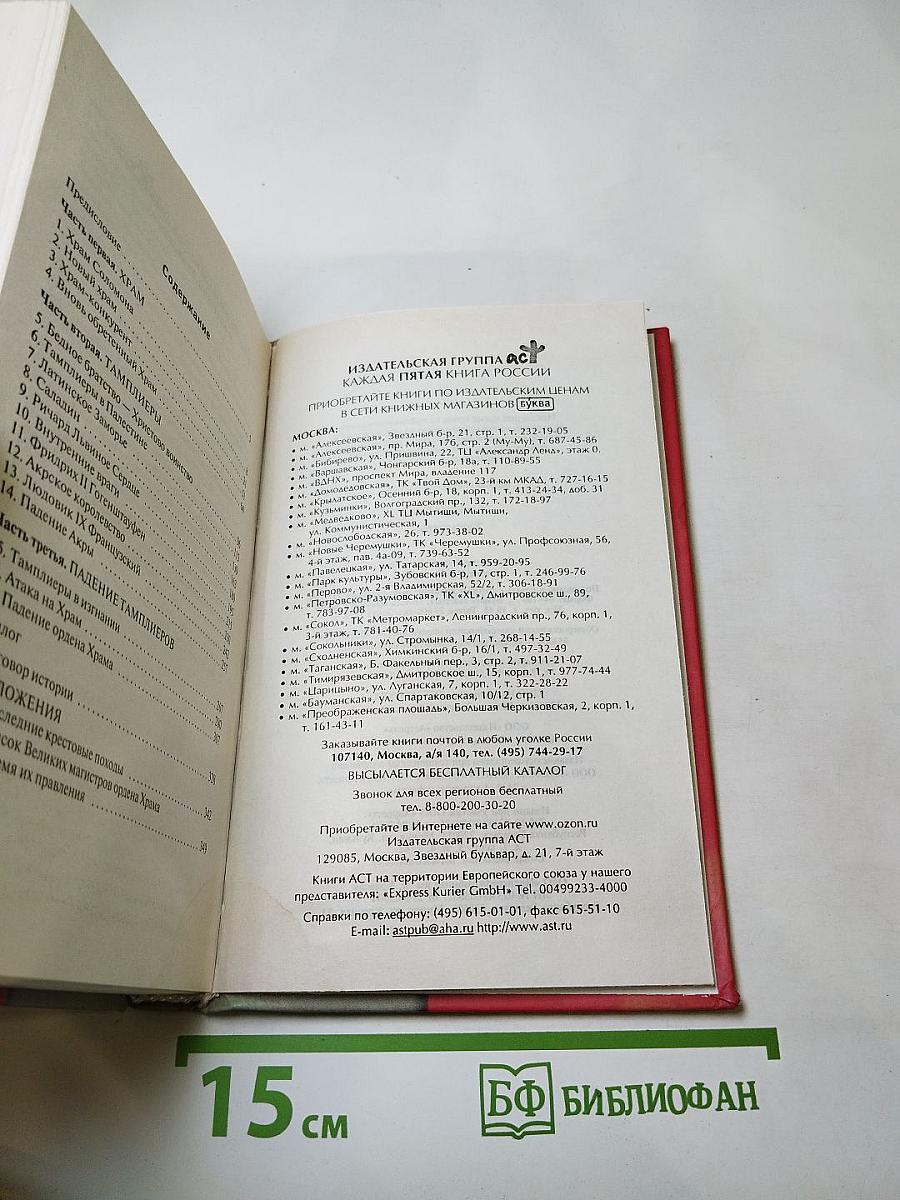 Содержание
Предисловие
Часть первая. ХРАМ
1. Храм Соломона
2. Новый храм
3. Храм-конкурент
4. Вновь обретенный Храм
Часть вторая. ТАМПЛИЕРЫ
5. Бедное братство – Христово воинство
6. Тамплиеры в Палестине
7. Латинское Заморье
8. Саладин
9. Ричард Львиное Сердце
10. Внутренние враги
11. Фридрих II Гогенштауфен
12. Акрское королевство
13. Людовик IX Французский
14. Падение Акры
Часть третья. ПАДЕНИЕ ТАМПЛИЕРОВ
Тамплиеры в изгнании
Атака на Храм
Падение ордена Храма
лог
говор истории
ЛОЖЕНИЯ
следние крестовые походы
исок Великих магистров ордена Храма
емя их правления
342
349
ИЗДАТЕЛЬСКАЯ ГРУППА аст
КАЖДАЯ ПЯТАЯ КНИГА РОССИИ
ПРИОБРЕТАЙТЕ КНИГИ ПО ИЗДАТЕЛЬСКИМ ЦЕНАМ
В СЕТИ КНИЖНЫХ МАГАЗИНОВ БУКВА
МОСКВА:
• м. «Алексеевская», Звездный б-р, 21, стр. 1, т. 232-19-05
• м. «Алексеевская», пр. Мира, 176, стр. 2 (Му-Му), т. 687-45-86
• м. «Бибирево», ул. Пришвина, 22, ТЦ «Александр Ленд», этаж 0.
• м. «Варшавская», Чонгарский б-р, 18а, т. 110-89-55
• м. «ВДНХ», проспект Мира, владение 117
• м. «Домодедовская», ТК «Твой Дом», 23-й км МКАД, т. 727-16-15
• м. «Крылатское», Осенний б-р, 18, корп. 1, т. 413-24-34, доб. 31
• м. «Кузьминки», Волгоградский пр., 132, т. 172-18-97
• м. «Медведково», XL ТЦ Мытищи, Мытищи,
ул. Коммунистическая, 1
• м. «Новослободская», 26, т. 973-38-02
• м. «Новые Черемушки», ТК «Черемушки», ул. Профсоюзная, 56,
4-й этаж, пав. 4а-09, т. 739-63-52
• м. «Павелецкая», ул. Татарская, 14, т. 959-20-95
• м. «Парк культуры», Зубовский б-р, 17, стр. 1, т. 246-99-76
• м. «Перово», ул. 2-я Владимирская, 52/2, т. 306-18-91
• м. «Петровско-Разумовская», ТК «XL», Дмитровское ш., 89,
т. 783-97-08
• м. «Сокол», ТК «Метромаркет», Ленинградский пр., 76, корп. 1,
3-й этаж, т. 781-40-76
• м. «Сокольники», ул. Стромынка, 14/1, т. 268-14-55
• м. «Сходненская», Химкинский б-р, 16/1, т. 497-32-49
• м. «Таганская», Б. Факельный пер., 3, стр. 2, т. 911-21-07
• м. «Тимирязевская», Дмитровское ш., 15, корп. 1, т. 977-74-44
• м. «Царицыно», ул. Луганская, 7, корп. 1, т. 322-28-22
• м. «Бауманская», ул. Спартаковская, 10/12, стр. 1
• м. «Преображенская площадь», Большая Черкизовская, 2, корп. 1,
т. 161-43-11
Заказывайте книги почтой в любом уголке России
107140, Москва, а/я 140, тел. (495) 744-29-17
ВЫСЫЛАЕТСЯ БЕСПЛАТНЫЙ КАТАЛОГ
Звонок для всех регионов бесплатный
тел. 8-800-200-30-20
Приобретайте в Интернете на сайте www.ozon.ru
Издательская группа АСТ
129085, Москва, Звездный бульвар, д. 21, 7-й этаж
Книги АСТ на территории Европейского союза у нашего
представителя: «Express Kurier GmbH» Tel. 00499233-4000
Справки по телефону: (495) 615-01-01, факс 615-51-10
E-mail: astpub@aha.ru http://www.ast.ru
15 см
БФ БИБЛИОФАН